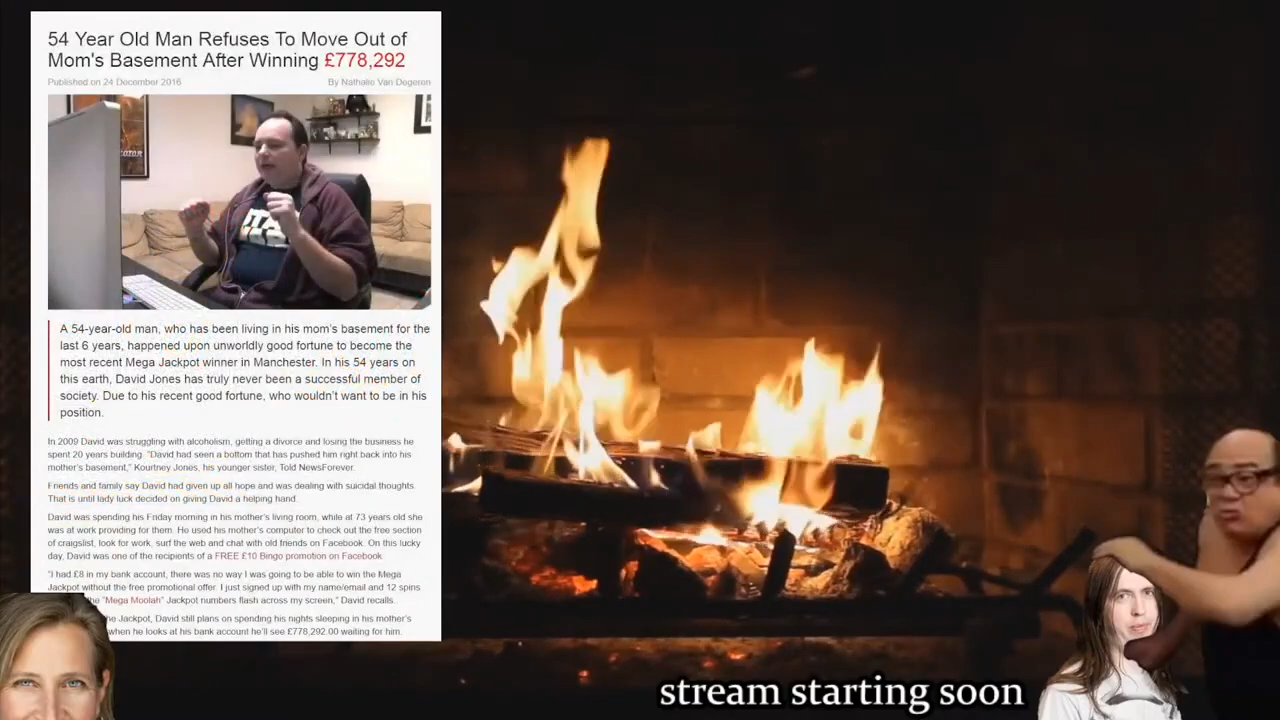 54 Year Old Man Refuses To Move Out of
Mom's Basement After Winning £778,292
Published on 24 December 2016 By Nathalie Van Degeren
A 54-year-old man, who has been living in his mom's basement for the
last 6 years, happened upon unworldly good fortune to become the
most recent Mega Jackpot winner in Manchester. In his 54 years on
this earth, David Jones has truly never been a successful member of
society. Due to his recent good fortune, who wouldn't want to be in his
position.
In 2009 David was struggling with alcoholism, getting a divorce and losing the business he
spent 20 years building. "David had seen a bottom that has pushed him right back into his
mother's basement," Kourtney Jones, his younger sister, Told NewsForever.
Friends and family say David had given up all hope and was dealing with suicidal thoughts.
That is until lady luck decided on giving David a helping hand.
David was spending his Friday morning in his mother's living room, while at 73 years old she
was at work providing for them. He used his mother's computer to check out the free section
of craigslist, look for work, surf the web and chat with old friends on Facebook. On this lucky
day, David was one of the recipients of a FREE £10 Bingo promotion on Facebook
"I had £8 in my bank account, there was no way I was going to be able to win the Mega
Jackpot without the free promotional offer. I just signed up with my name/email and 12 spins
the "Mega Moolah" Jackpot numbers flash across my screen," David recalls.
he Jackpot, David still plans on spending his nights sleeping in his mother's
when he looks at his bank account he'll see £778,292.00 waiting for him.
stream starting soon